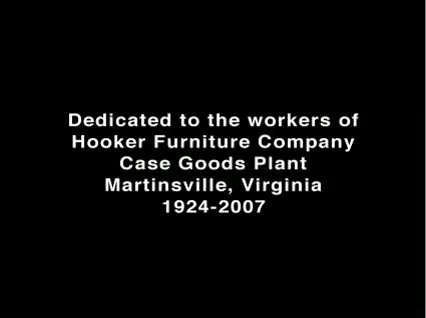 Dedicated to the workers of
Hooker Furniture Company
Case Goods Plant
Martinsville, Virginia
1924-2007